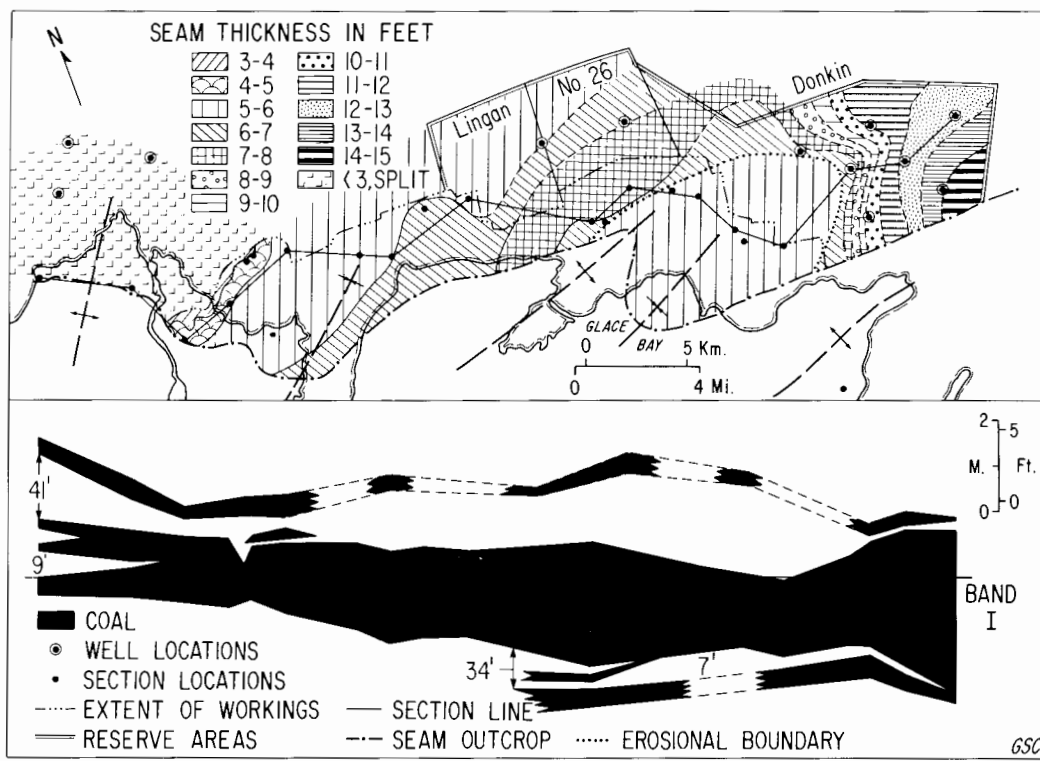 N
SEAM THICKNESS IN FEET
3-4
4-5
5-6
6-7
7-8
8-9
9-10
10-11
11-12
12-13
13-14
14-15
<3, SPLIT
Lingan
No 26
Donkin
GLACE
BAY
0 5 Km.
0 4 Mi.
41'
9'
34'
7'
2 5
M. Ft.
0 0
BAND
I
COAL
WELL LOCATIONS
SECTION LOCATIONS
EXTENT OF WORKINGS
SECTION LINE
RESERVE AREAS
SEAM OUTCROP
EROSIONAL BOUNDARY
GSC